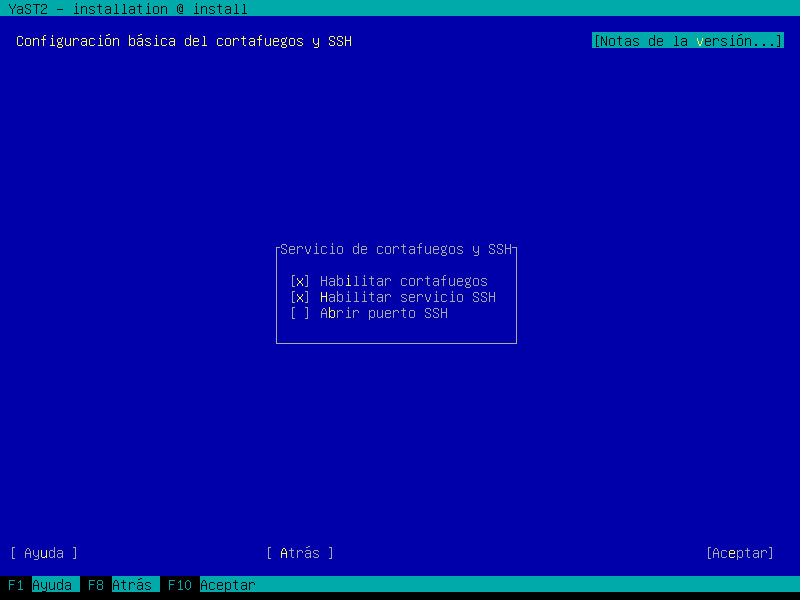 YaST2 - installation @ install
Configuración básica del cortafuegos y SSH [Notas de la versión...]
Servicio de cortafuegos y SSH
[x] Habilitar cortafuegos
[x] Habilitar servicio SSH
[ ] Abrir puerto SSH
[ Ayuda ] [ Atrás ] [Aceptar]
F1 Ayuda F8 Atrás F10 Aceptar